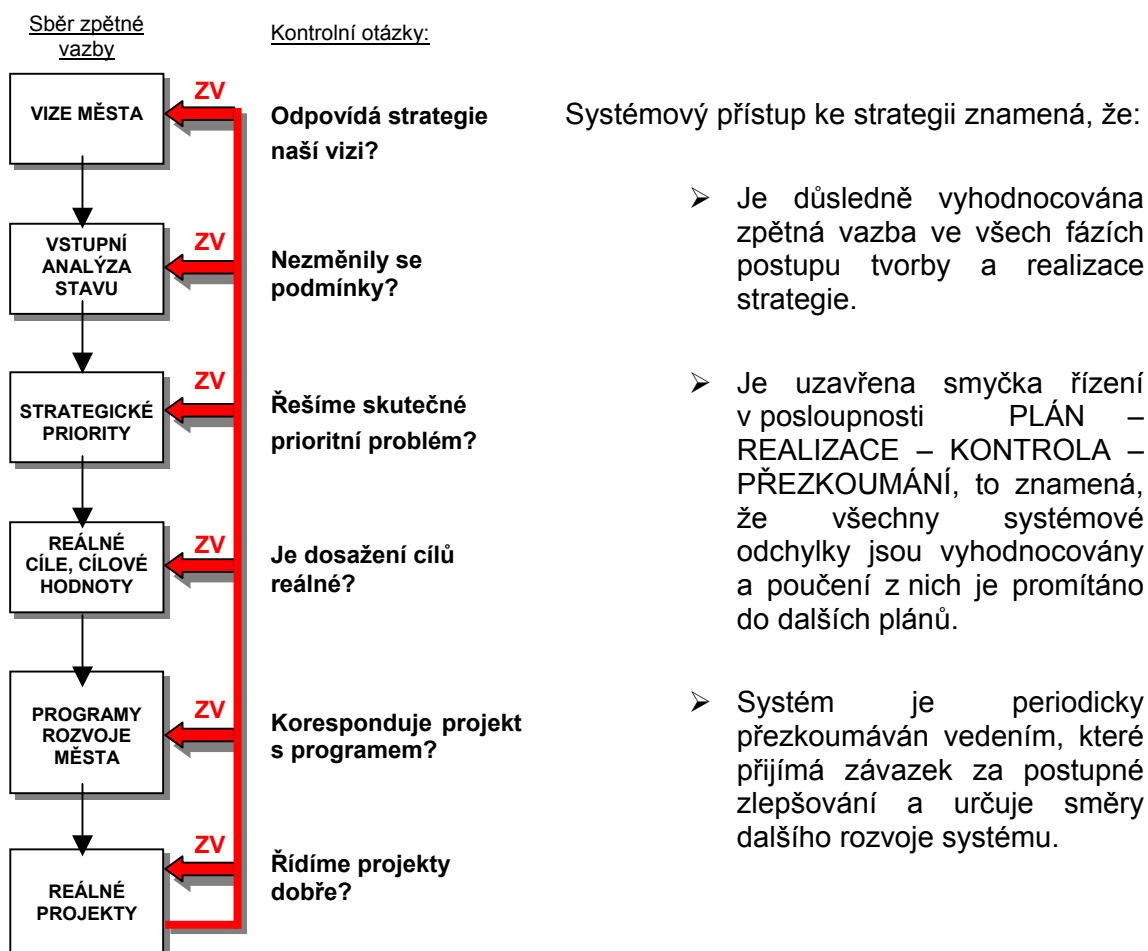 Sběr zpětné
vazby
Kontrolní otázky:
VIZE MĚSTA
ZV
Odpovídá strategie
naší vizi?
VSTUPNÍ
ANALÝZA
STAVU
ZV
Nezměnily se
podmínky?
STRATEGICKÉ
PRIORITY
ZV
Řešíme skutečné
prioritní problém?
REÁLNÉ
CÍLE, CÍLOVÉ
HODNOTY
ZV
Je dosažení cílů
reálné?
PROGRAMY
ROZVOJE
MĚSTA
ZV
Koresponduje projekt
s programem?
REÁLNÉ
PROJEKTY
ZV
Řídíme projekty
dobře?
Systémový přístup ke strategii znamená, že:
➢ Je důsledně vyhodnocována
zpětná vazba ve všech fázích
postupu tvorby a realizace
strategie.
➢ Je uzavřena smyčka řízení
v posloupnosti PLÁN –
REALIZACE – KONTROLA –
PŘEZKOUMÁNÍ, to znamená,
že všechny systémové
odchylky jsou vyhodnocovány
a poučení z nich je promítáno
do dalších plánů.
➢ Systém je periodicky
přezkoumáván vedením, které
přijímá závazek za postupné
zlepšování a určuje směry
dalšího rozvoje systému.